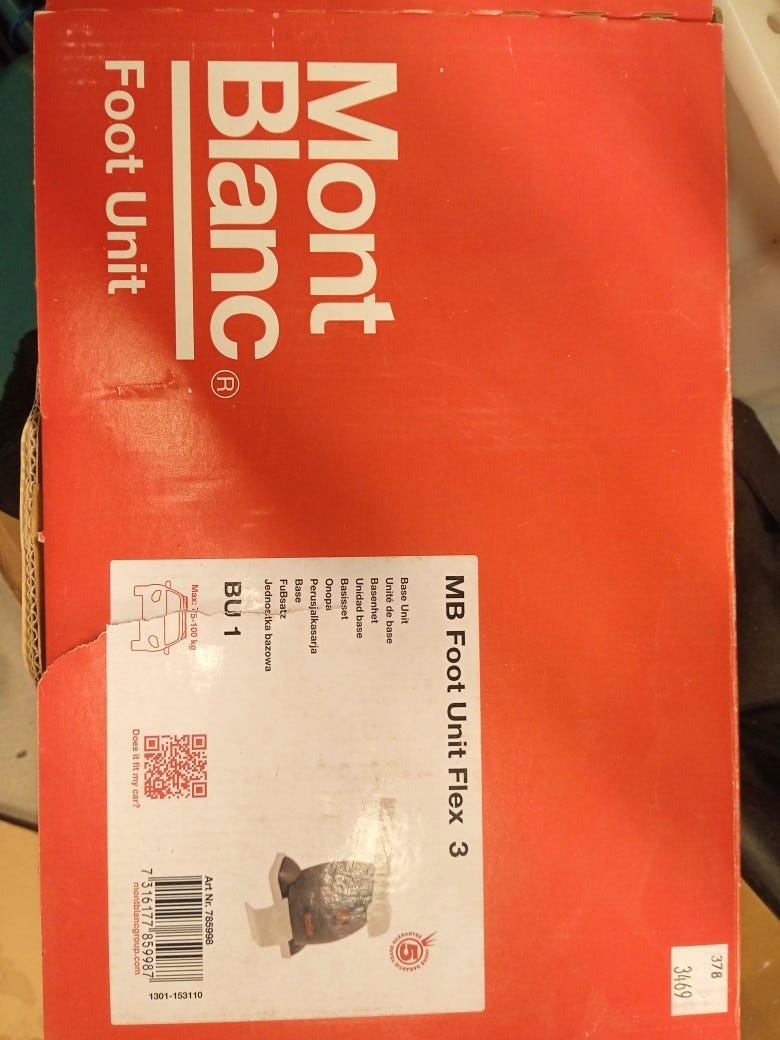 Mont
Blanc®
Foot Unit
MB Foot Unit Flex 3
Base Unit
Unité de base
Basenhet
Unidad base
Basisset
Onopa
Perusjalkasarja
Base
Fußsatz
Jednostka bazowa
BU 1
Max: 75-100 kg
Does it fit my car?
5
Art Nr. 785998
7 316177 859987
montblancgroup.com
1301-153110
378
3469